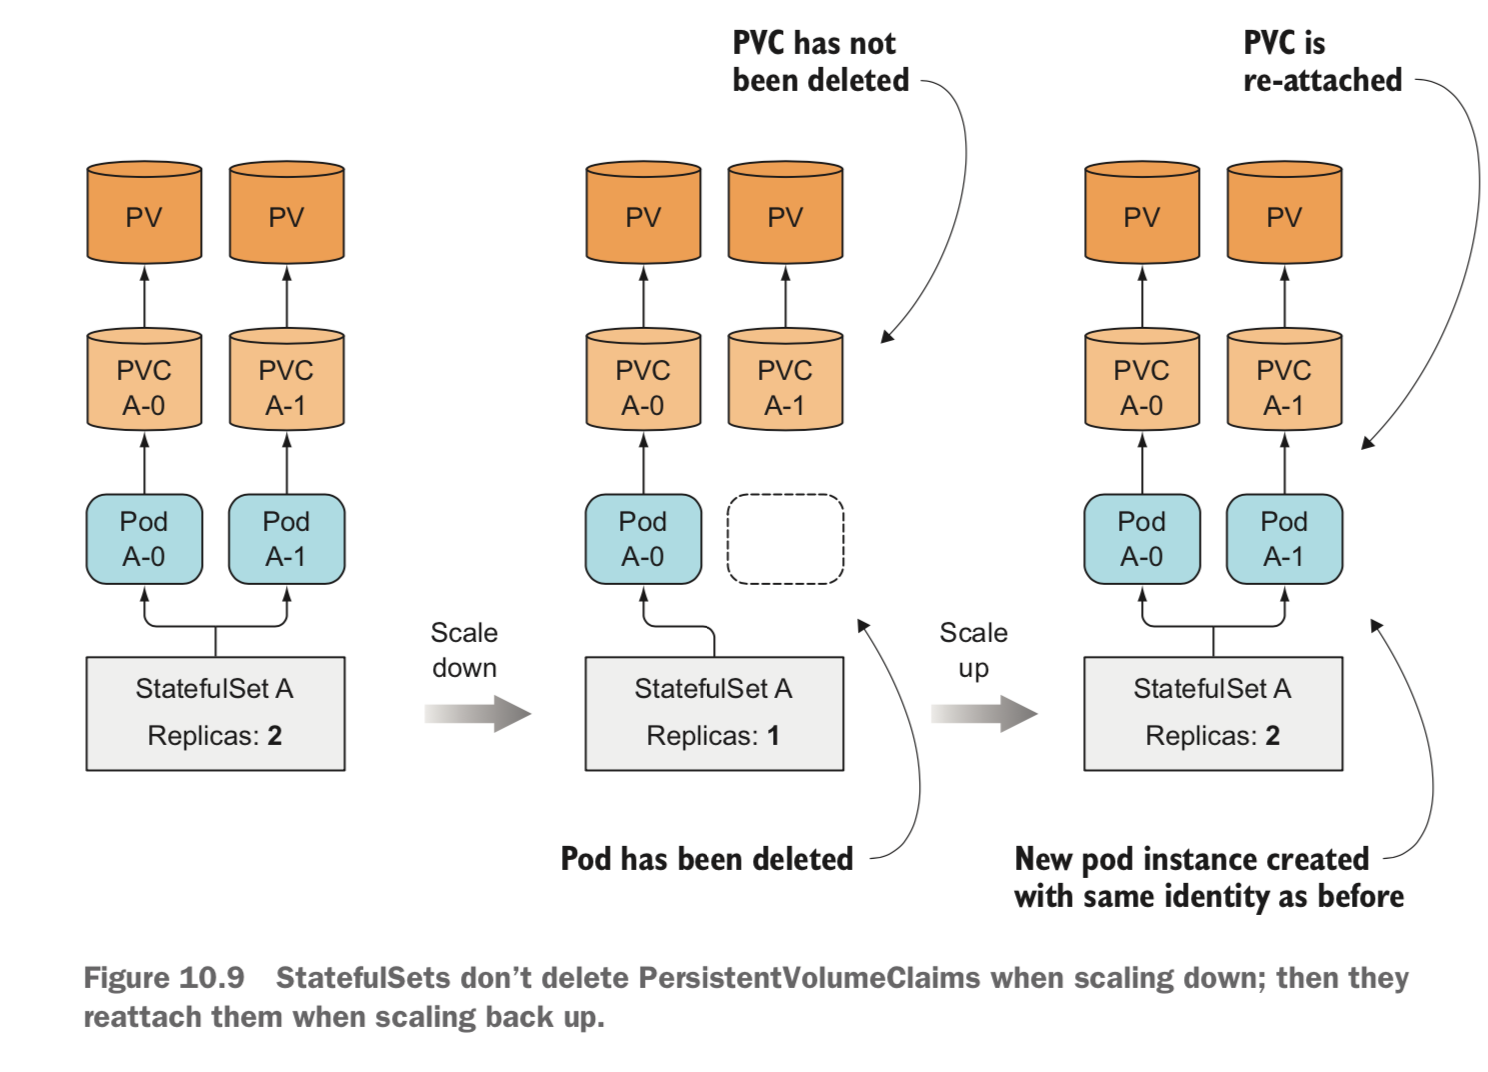 PVC has not
been deleted
PVC is
re-attached
PV
PV
PV
PV
PV
PV
PVC
A-0
PVC
A-1
PVC
A-0
PVC
A-1
PVC
A-0
PVC
A-1
Pod
A-0
Pod
A-1
Pod
A-0
Pod
A-0
Pod
A-1
Scale
down
Scale
up
StatefulSet A
Replicas: 2
StatefulSet A
Replicas: 1
StatefulSet A
Replicas: 2
Pod has been deleted
New pod instance created
with same identity as before
Figure 10.9 StatefulSets don’t delete PersistentVolumeClaims when scaling down; then they
reattach them when scaling back up.